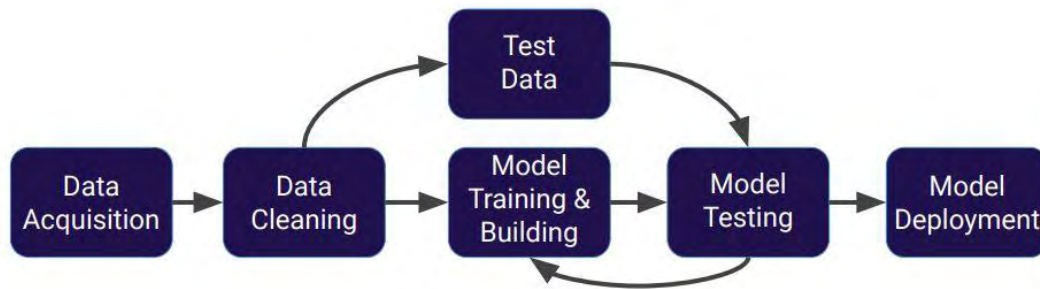 Test
Data
Data
Acquisition
Data
Cleaning
Model
Training &
Building
Model
Testing
Model
Deployment